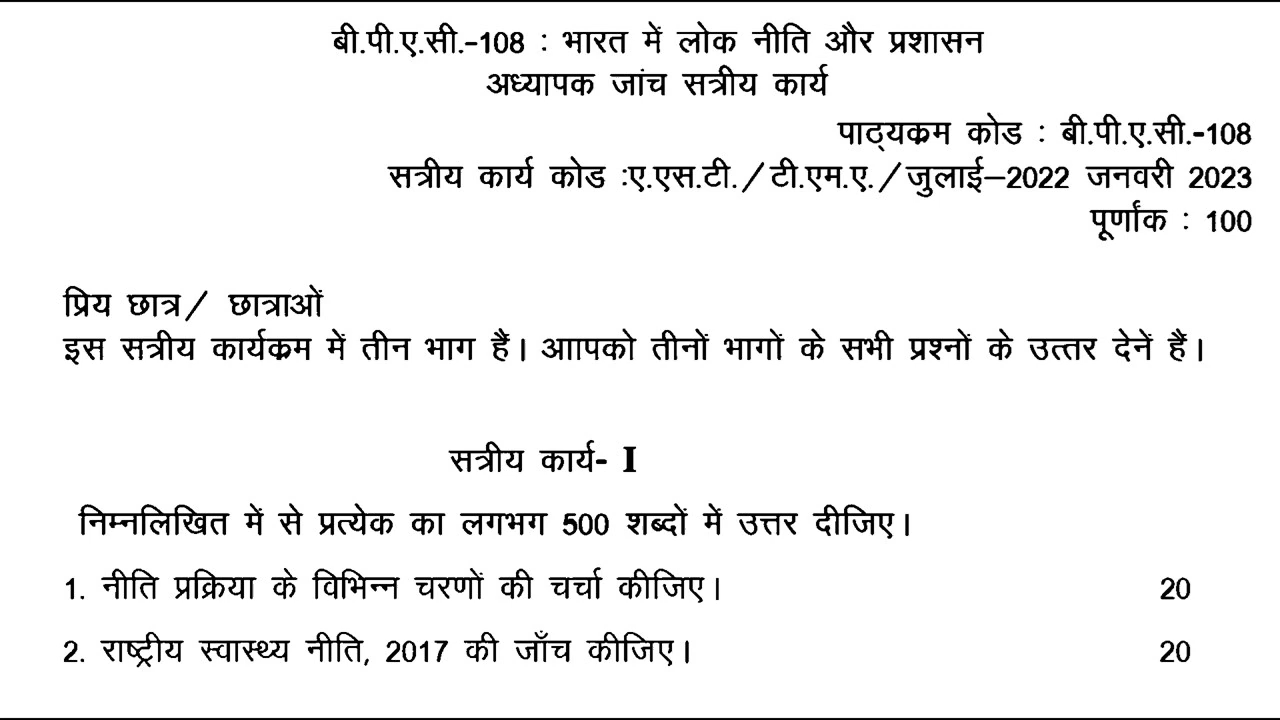 बी.पी.ए.सी.-108 : भारत में लोक नीति और प्रशासन
अध्यापक जांच सत्रीय कार्य
पाठ्यक्रम कोड : बी.पी.ए.सी.-108
सत्रीय कार्य कोड :ए.एस.टी./टी.एम.ए./जुलाई–2022 जनवरी 2023
पूर्णांक : 100
प्रिय छात्र/ छात्राओं
इस सत्रीय कार्यक्रम में तीन भाग हैं। आापको तीनों भागों के सभी प्रश्नों के उत्तर देनें हैं।
सत्रीय कार्य- I
निम्नलिखित में से प्रत्येक का लगभग 500 शब्दों में उत्तर दीजिए।
1. नीति प्रक्रिया के विभिन्न चरणों की चर्चा कीजिए। 20
2. राष्ट्रीय स्वास्थ्य नीति, 2017 की जाँच कीजिए। 20